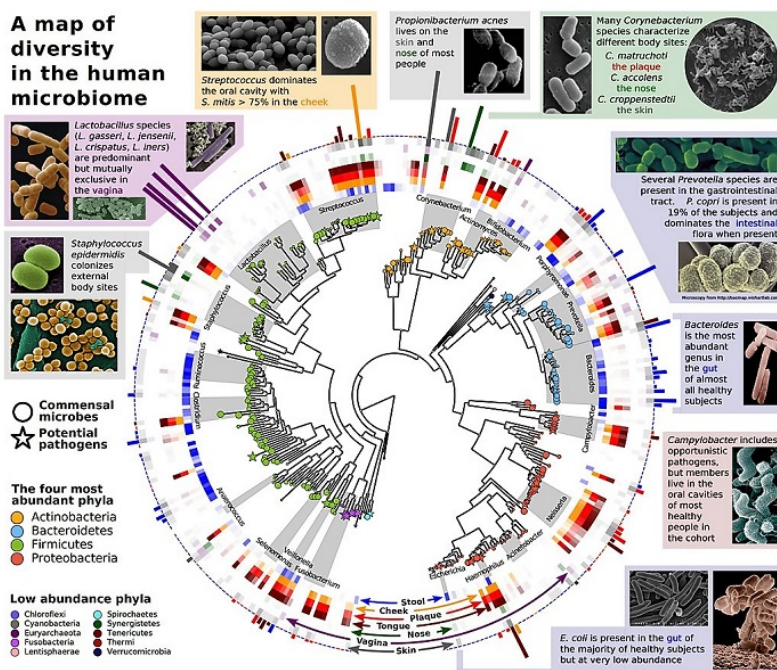 A map of
diversity
in the human
microbiome
Streptococcus dominates
the oral cavity with
S. mitis > 75% in the cheek
Propionibacterium acnes
lives on the
skin and
nose of most
people
Many Corynebacterium
species characterize
different body sites:
C. matruchoti
the plaque
C. accolens
the nose
C. croppenstedtii
the skin
Lactobacillus species
(L. gasseri, L. jensenii,
L. crispatus, L. iners)
are predominant
but mutually
exclusive in
the vagina
Several Prevotella species are
present in the gastrointestinal
tract. P. copri is present in
19% of the subjects and
dominates the intestinal
flora when present
Staphylococcus
epidermidis
colonizes
external
body sites
Bacteroides
is the most
abundant
genus in
the gut
of almost
all healthy
subjects
Campylobacter includes
opportunistic
pathogens,
but members
live in the
oral cavities
of most
healthy
people in
the cohort
E. coli is present in the gut of
the majority of healthy subjects
but at very low abundance
Commensal
microbes
Potential
pathogens
The four most
abundant phyla
Actinobacteria
Bacteroidetes
Firmicutes
Proteobacteria
Low abundance phyla
Chloroflexi
Cyanobacteria
Euryarchaeota
Fusobacteria
Lentisphaerae
Spirochaetes
Synergistetes
Tenericutes
Thermi
Verrucomicrobia
Streptococcus
Lactobacillus
Staphylococcus
Ruminococcus
Clostridium
Anaerococcus
Selenomonas
Veillonella
Fusobacterium
Corynebacterium
Actinomyces
Bifidobacterium
Porphyromonas
Prevotella
Bacteroides
Campylobacter
Neisseria
Acinetobacter
Haemophilus
Escherichia
Stool
Cheek
Plaque
Tongue
Nose
Vagina
Skin